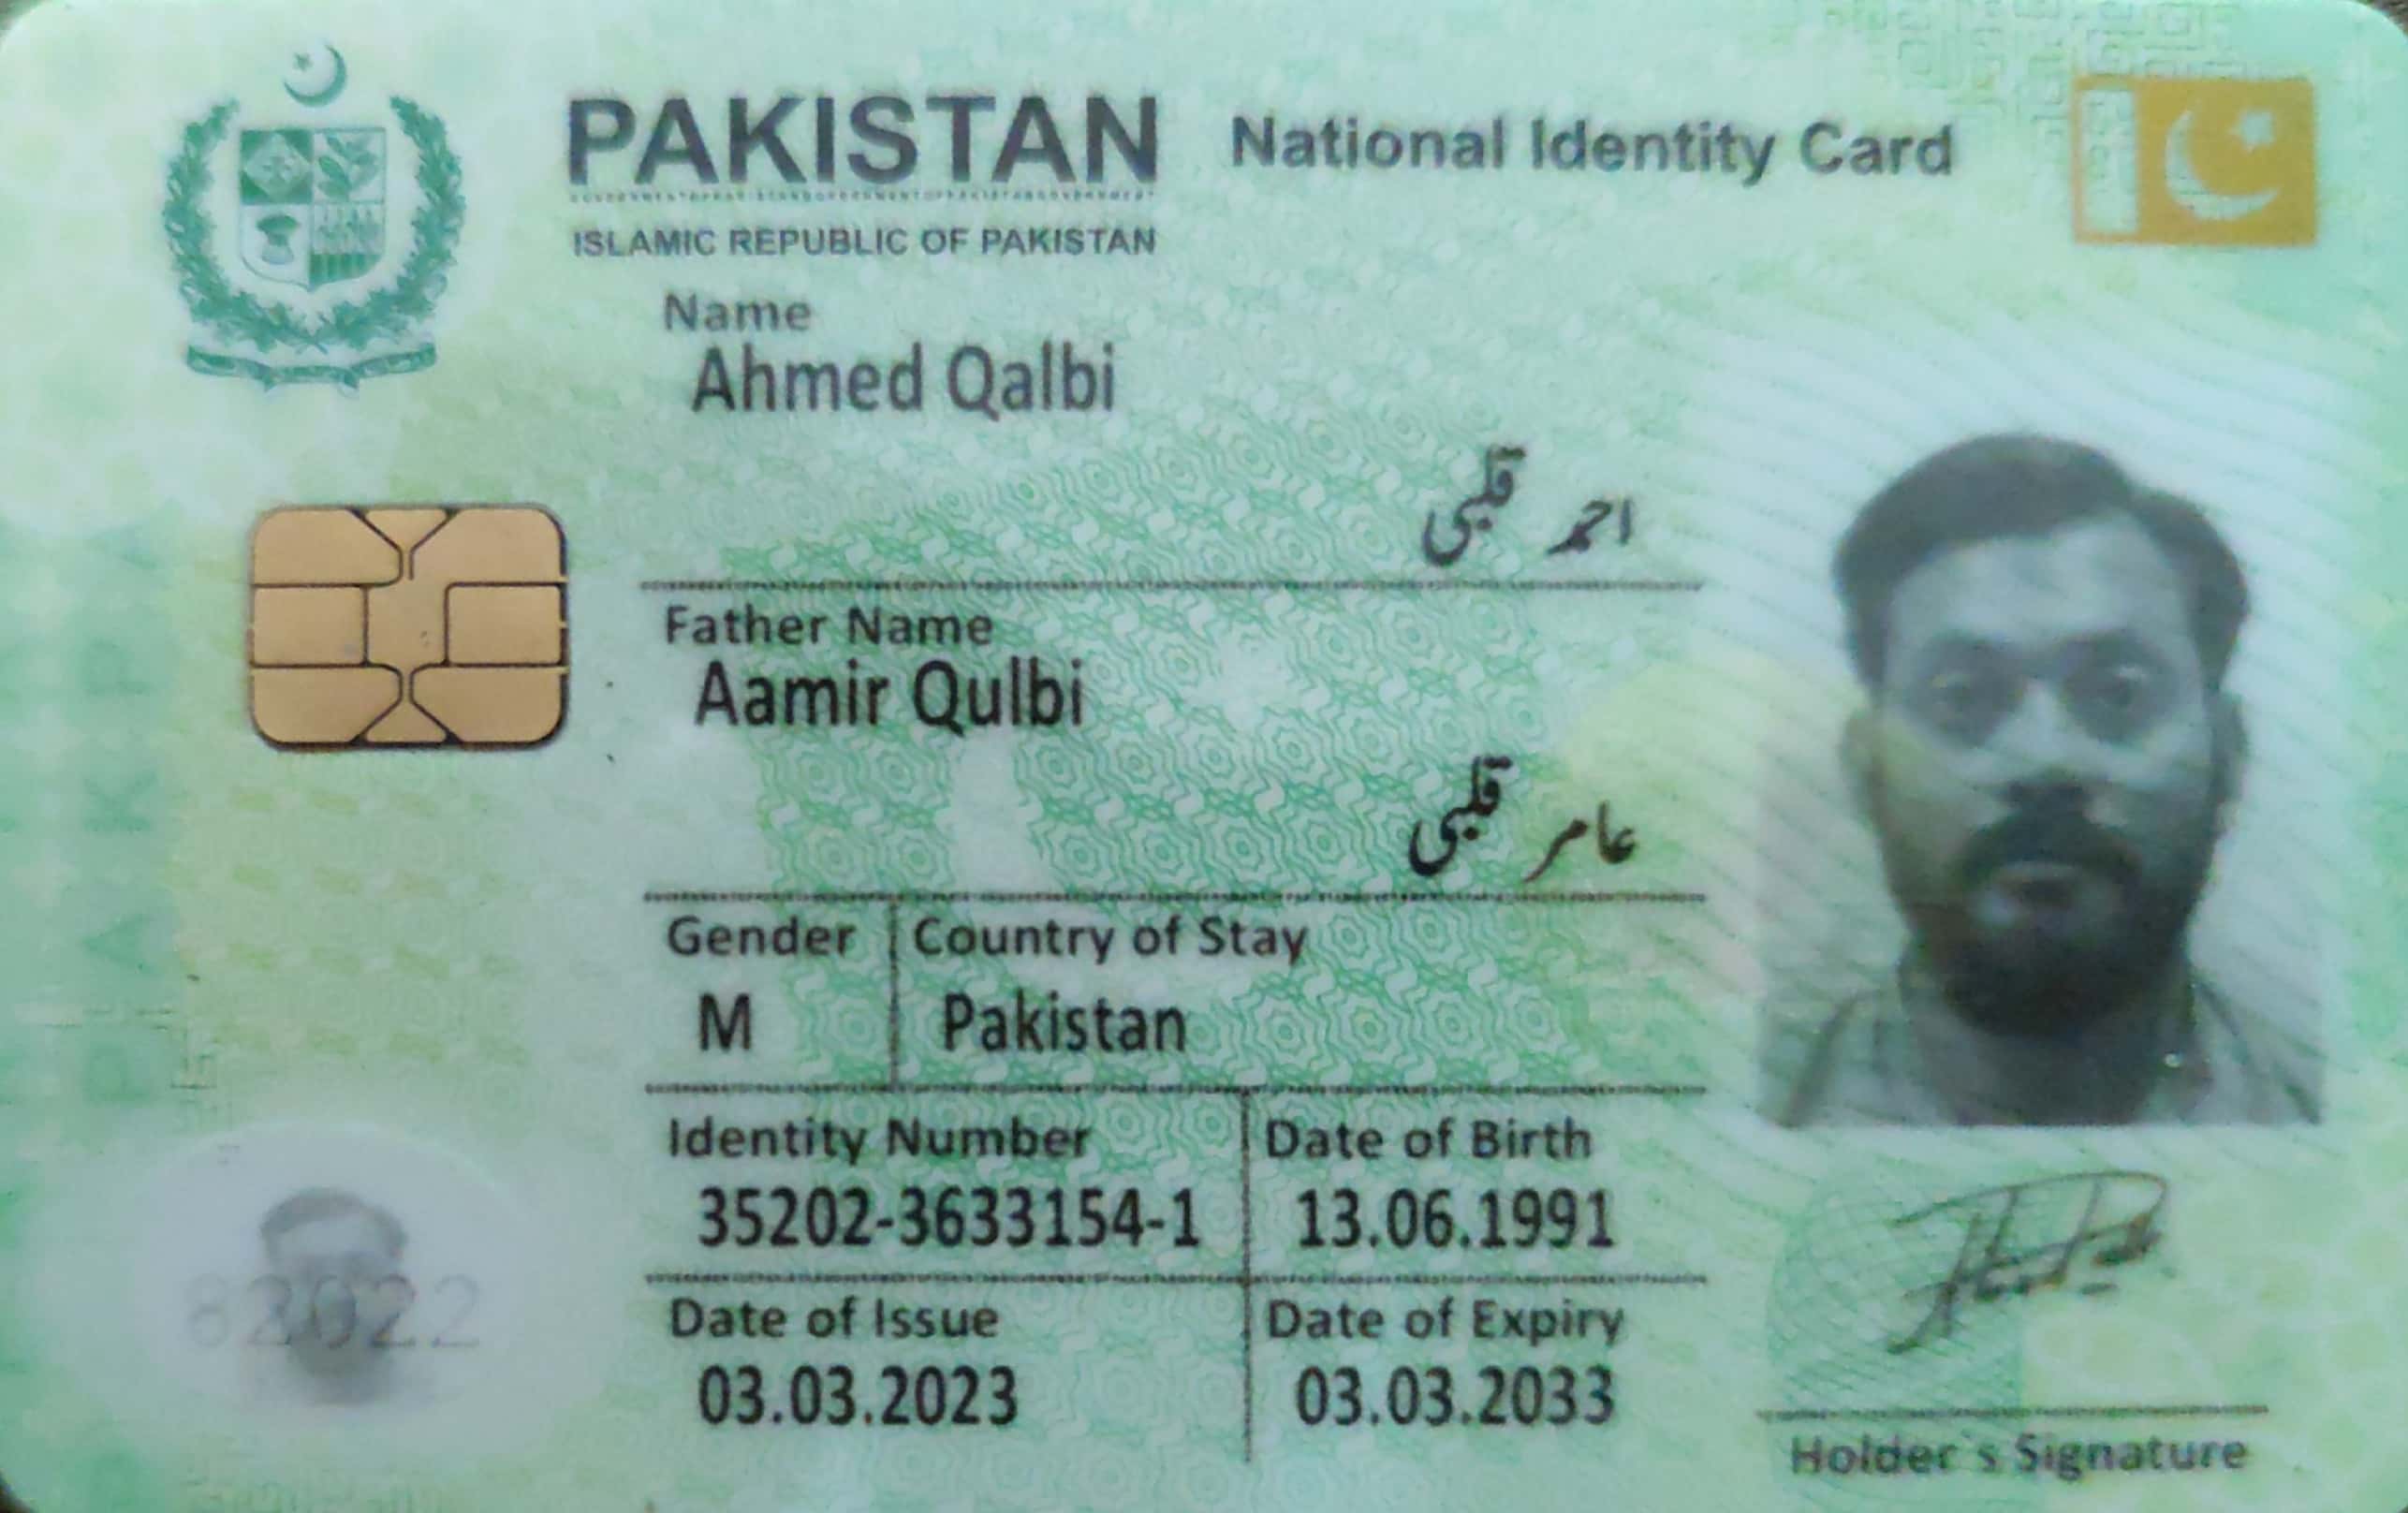 PAKISTAN
National Identity Card
ISLAMIC REPUBLIC OF PAKISTAN
Name
Ahmed Qalbi
احمد قلبی
Father Name
Aamir Qulbi
عامر قلبی
Gender
Country of Stay
M
Pakistan
Identity Number
Date of Birth
35202-3633154-1
13.06.1991
Date of Issue
Date of Expiry
03.03.2023
03.03.2033
Holder`s Signature